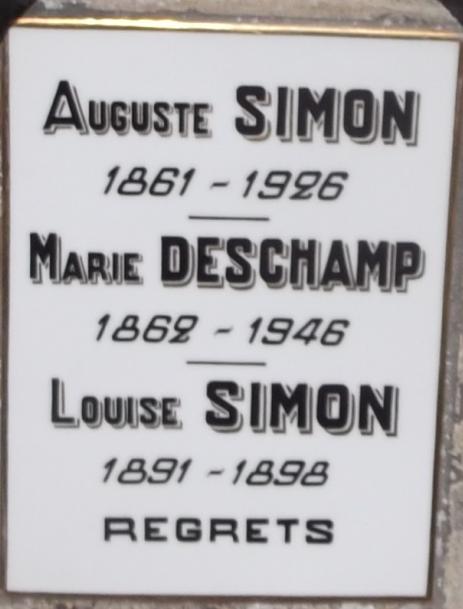 AUGUSTE SIMON
1861 - 1926
MARIE DESCHAMP
1862 - 1946
LOUISE SIMON
1891 - 1898
REGRETS